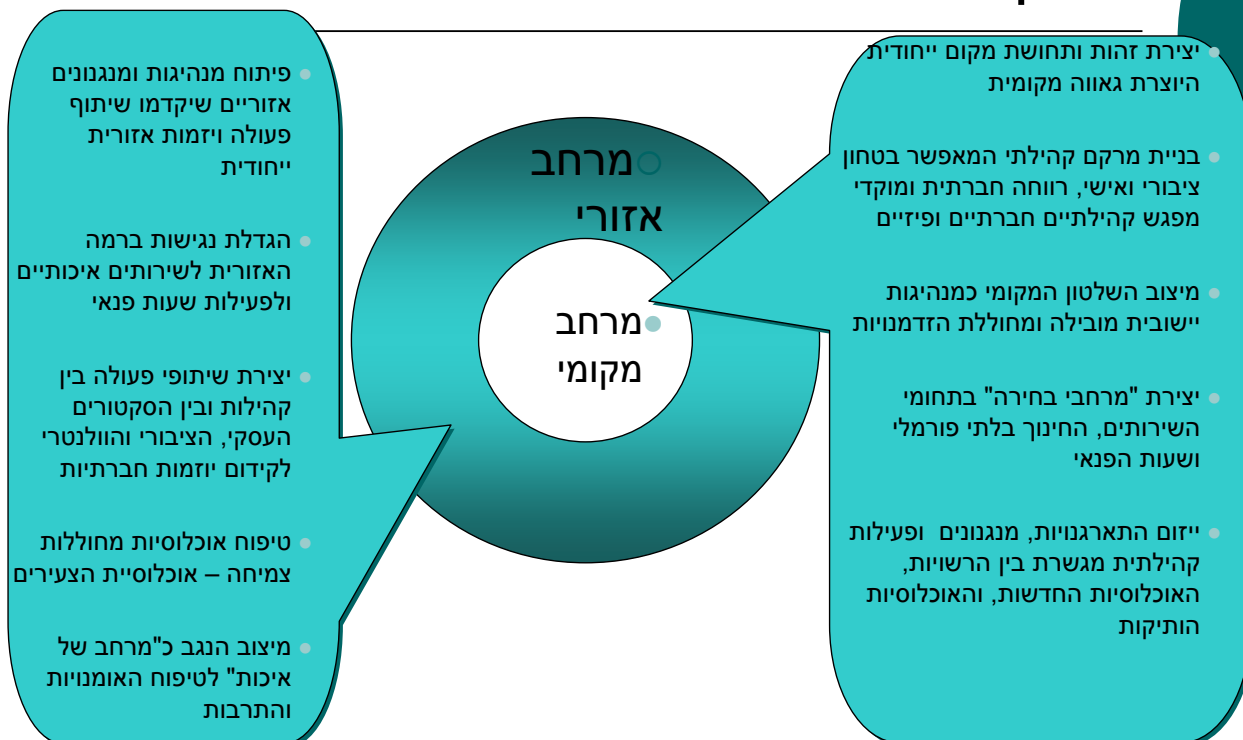 יצירת זהות ותחושת מקום ייחודית
היוצרת גאווה מקומית
בניית מרקם קהילתי המאפשר בטחון
ציבורי ואישי, רווחה חברתית ומוקדי
מפגש קהילתיים חברתיים ופיזיים
מיצוב השלטון המקומי כמנהיגות
יישובית מובילה ומחוללת הזדמנויות
יצירת "מרחבי בחירה" בתחומי
השירותים, החינוך בלתי פורמלי
ושעות הפנאי
ייזום התארגנויות, מנגנונים ופעילות
קהילתית מגשרת בין הרשויות,
האוכלוסיות החדשות, והאוכלוסיות
הותיקות
מרחב
אזורי
מרחב
מקומי
פיתוח מנהיגות ומנגנונים
אזוריים שיקדמו שיתוף
פעולה ויזמות אזורית
ייחודית
הגדלת נגישות ברמה
האזורית לשירותים איכותיים
ולפעילות שעות פנאי
יצירת שיתופי פעולה בין
קהילות ובין הסקטורים
העסקי, הציבורי והוולנטרי
לקידום יוזמות חברתיות
טיפוח אוכלוסיות מחוללות
צמיחה – אוכלוסיית הצעירים
מיצוב הנגב כ"מרחב של
איכות" לטיפוח האומנויות
והתרבות